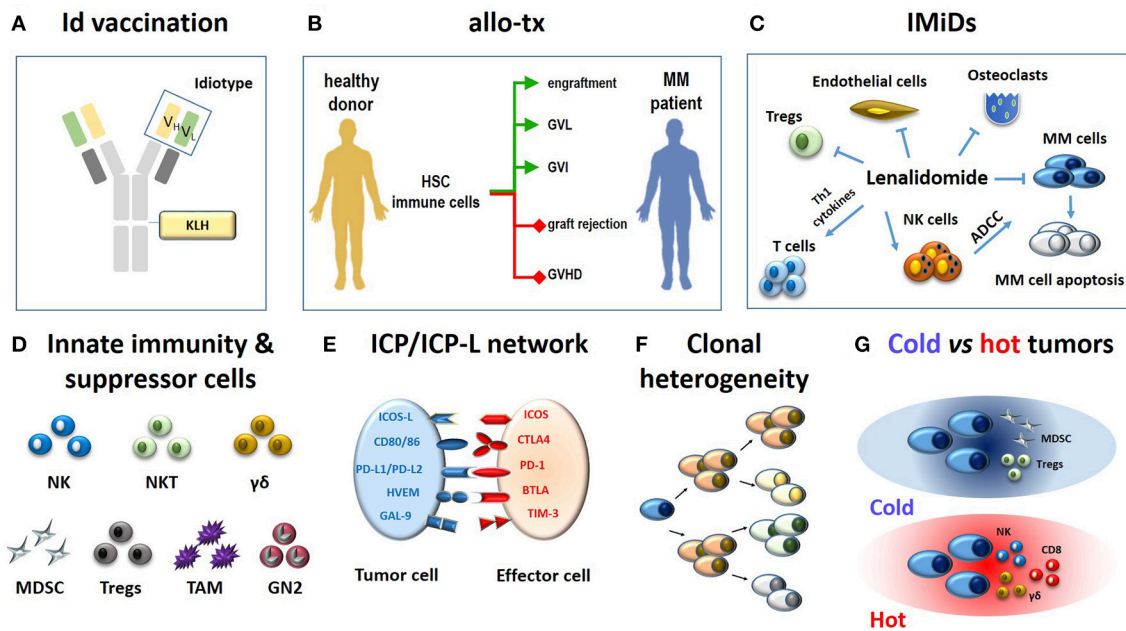 A
Id vaccination
Idiotype
VH VL
KLH
B
allo-tx
healthy
donor
HSC
immune cells
engraftment
GVL
GVI
graft rejection
GVHD
MM
patient
C
IMiDs
Endothelial cells
Osteoclasts
Tregs
MM cells
Lenalidomide
Th1
cytokines
NK cells
ADCC
T cells
MM cell apoptosis
D
Innate immunity &
suppressor cells
NK
NKT
γδ
MDSC
Tregs
TAM
GN2
E
ICP/ICP-L network
ICOS-L
CD80/86
PD-L1/PD-L2
HVEM
GAL-9
ICOS
CTLA4
PD-1
BTLA
TIM-3
Tumor cell
Effector cell
F
Clonal
heterogeneity
G
Cold vs hot tumors
MDSC
Tregs
Cold
NK
CD8
γδ
Hot